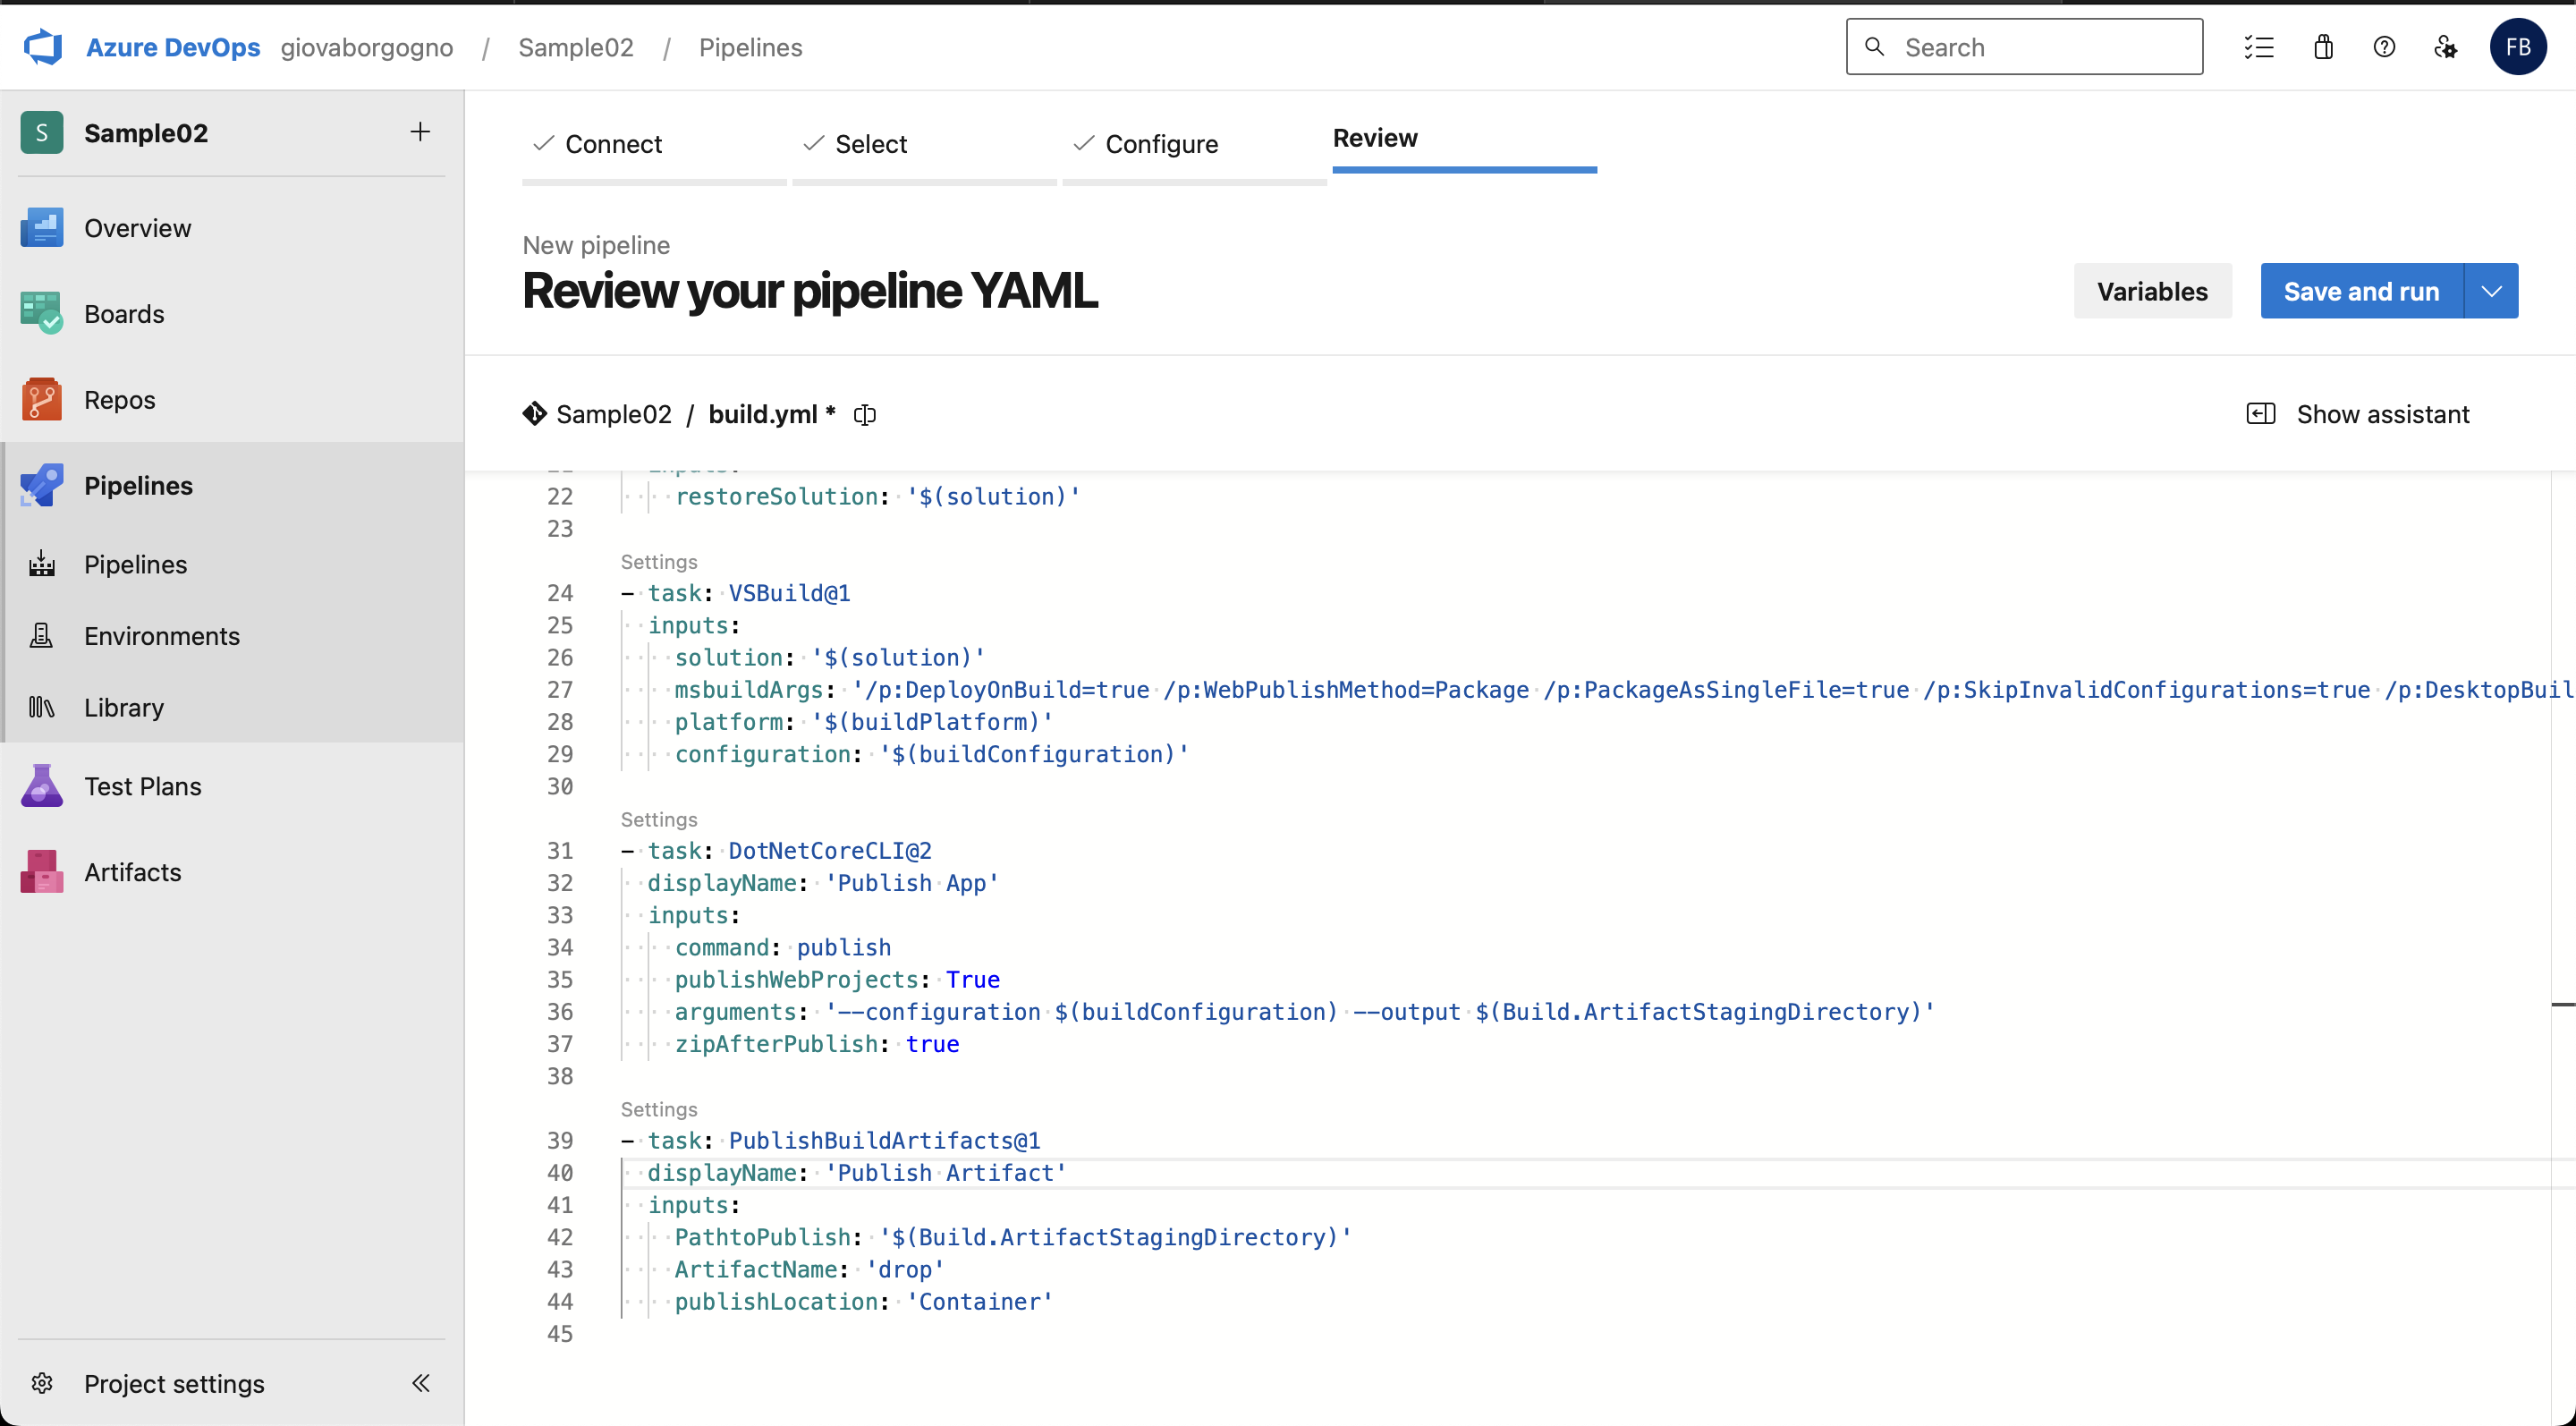 Azure DevOps giovaborgogno / Sample02 / Pipelines
Search
FB
S Sample02
Overview
Boards
Repos
Pipelines
Pipelines
Environments
Library
Test Plans
Artifacts
Project settings
Connect
Select
Configure
Review
New pipeline
Review your pipeline YAML
Variables
Save and run
Sample02 / build.yml *
Show assistant
21 inputs:
22 restoreSolution: '$(solution)'
23
Settings
24 - task: VSBuild@1
25 inputs:
26 solution: '$(solution)'
27 msbuildArgs: '/p:DeployOnBuild=true /p:WebPublishMethod=Package /p:PackageAsSingleFile=true /p:SkipInvalidConfigurations=true /p:DesktopBuil
28 platform: '$(buildPlatform)'
29 configuration: '$(buildConfiguration)'
30
Settings
31 - task: DotNetCoreCLI@2
32 displayName: 'Publish App'
33 inputs:
34 command: publish
35 publishWebProjects: True
36 arguments: '--configuration $(buildConfiguration) --output $(Build.ArtifactStagingDirectory)'
37 zipAfterPublish: true
38
Settings
39 - task: PublishBuildArtifacts@1
40 displayName: 'Publish Artifact'
41 inputs:
42 PathtoPublish: '$(Build.ArtifactStagingDirectory)'
43 ArtifactName: 'drop'
44 publishLocation: 'Container'
45